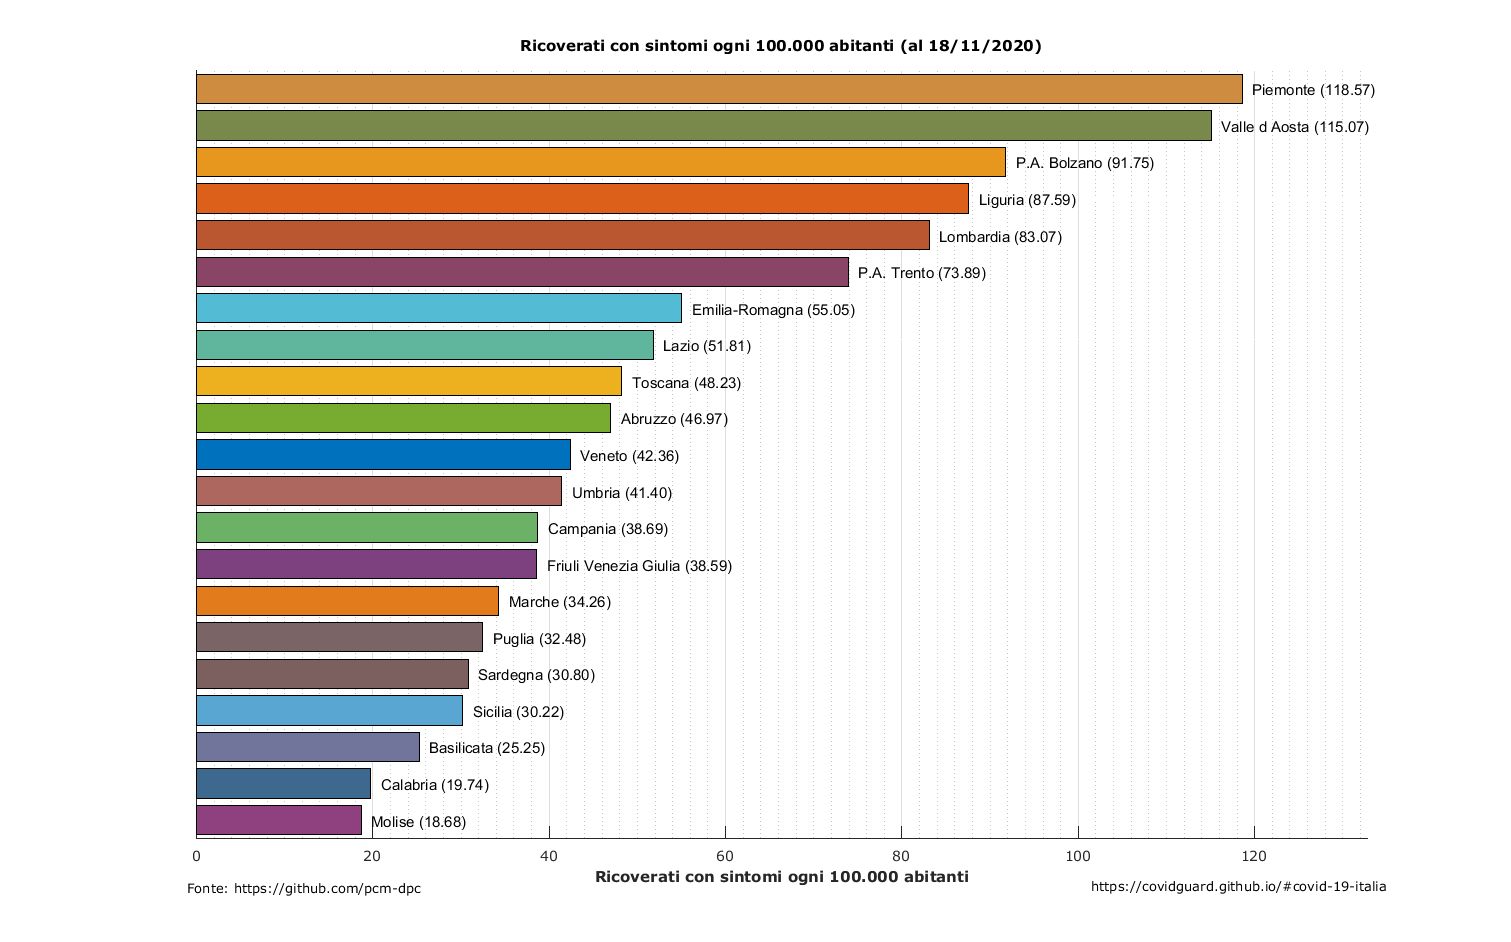 Ricoverati con sintomi ogni 100.000 abitanti (al 18/11/2020)
Piemonte (118.57)
Valle d Aosta (115.07)
P.A. Bolzano (91.75)
Liguria (87.59)
Lombardia (83.07)
P.A. Trento (73.89)
Emilia-Romagna (55.05)
Lazio (51.81)
Toscana (48.23)
Abruzzo (46.97)
Veneto (42.36)
Umbria (41.40)
Campania (38.69)
Friuli Venezia Giulia (38.59)
Marche (34.26)
Puglia (32.48)
Sardegna (30.80)
Sicilia (30.22)
Basilicata (25.25)
Calabria (19.74)
Molise (18.68)
0 20 40 60 80 100 120
Ricoverati con sintomi ogni 100.000 abitanti
Fonte: https://github.com/pcm-dpc
https://covidguard.github.io/#covid-19-italia